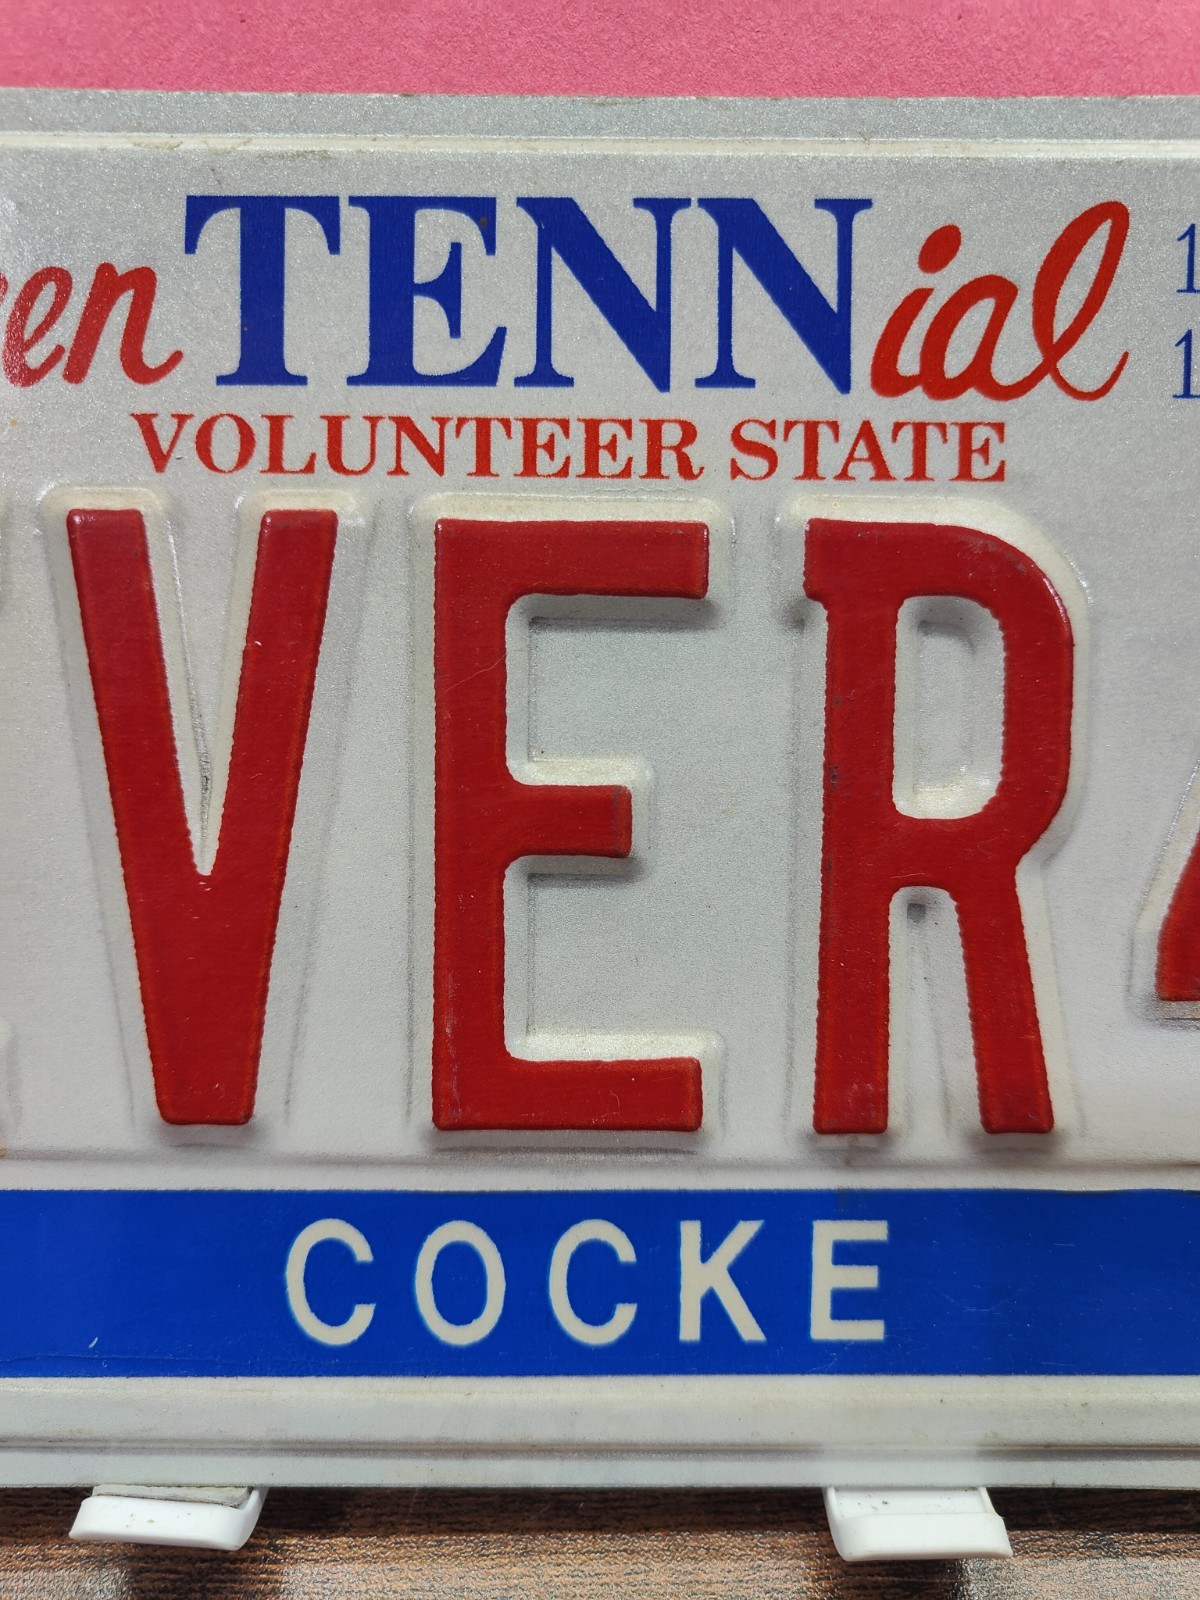 enTENNial
VOLUNTEER STATE
VER
COCKE